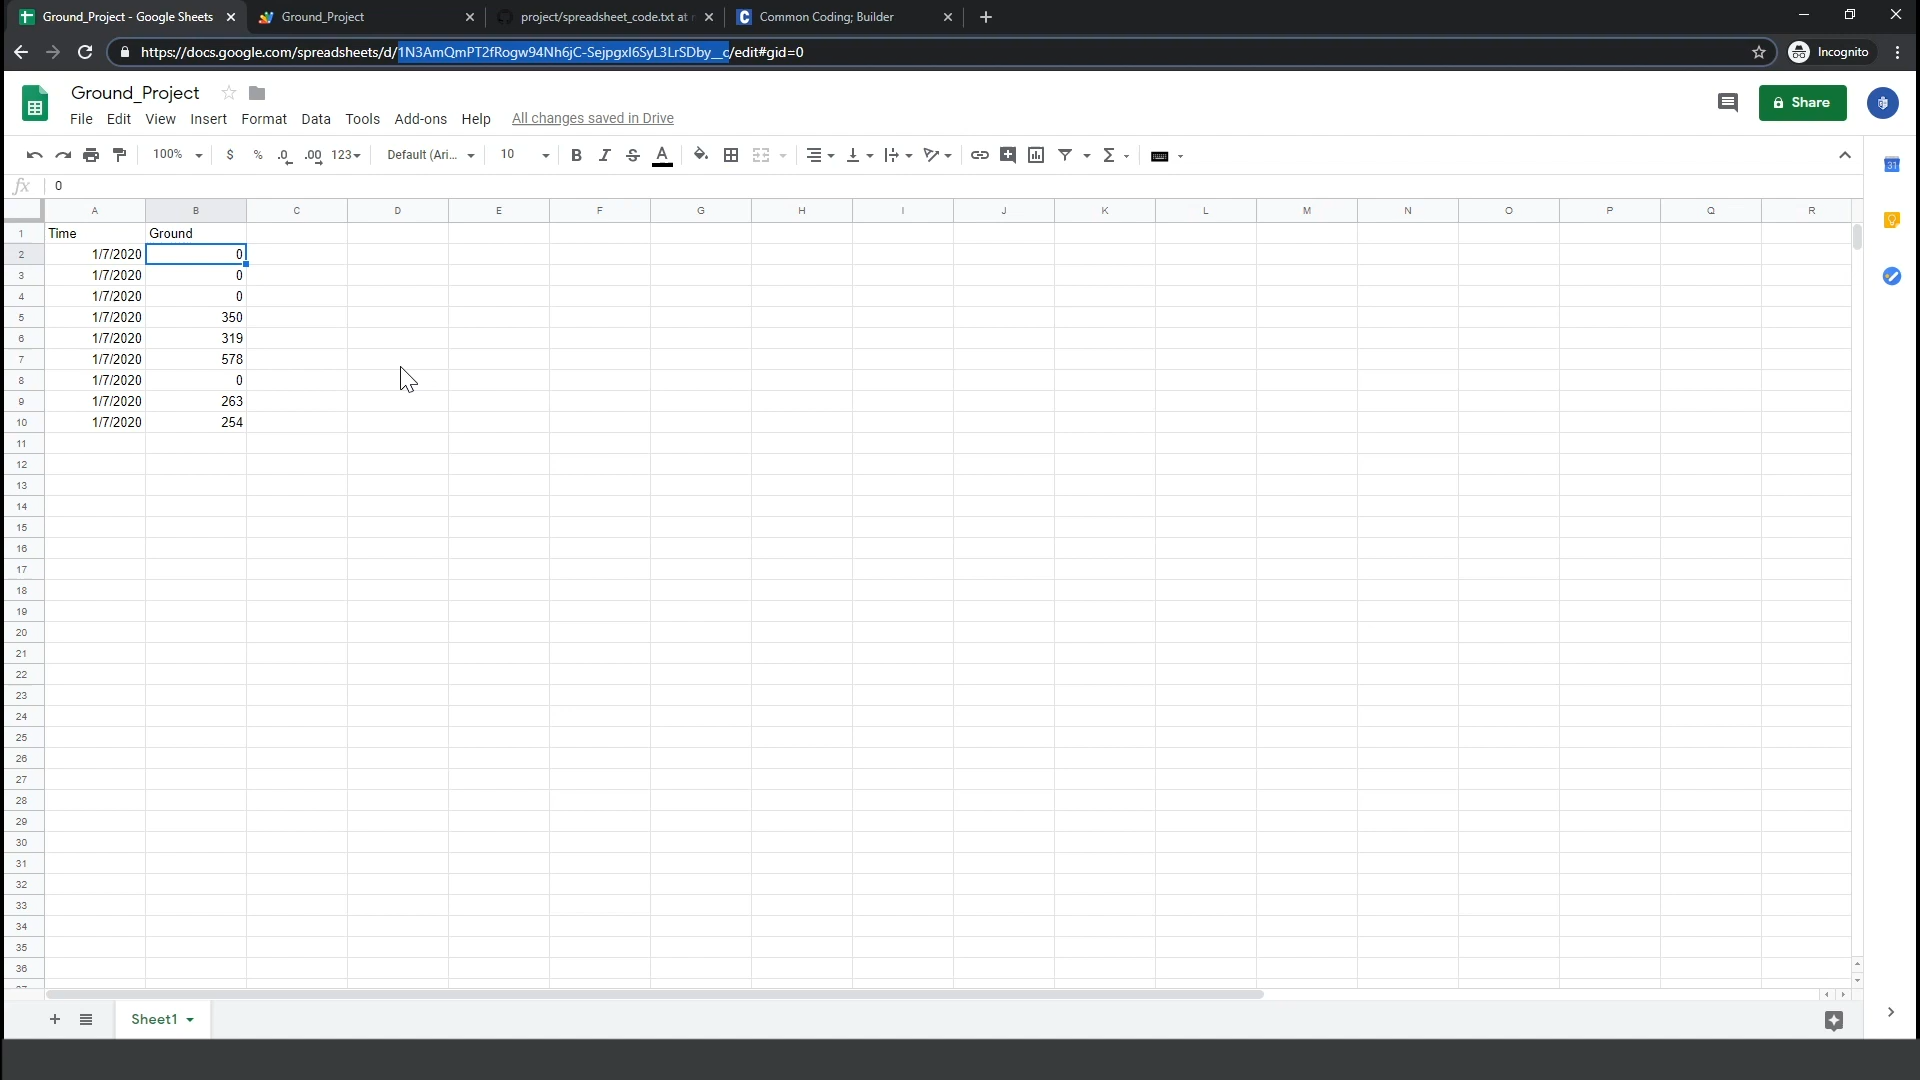 Ground_Project - Google Sheets
Ground_Project
project/spreadsheet_code.txt at
Common Coding; Builder
https://docs.google.com/spreadsheets/d/1N3AmQmPT2fRogw94Nh6jC-SejpgxI6SyL3LrSDby__c/edit#gid=0
Incognito
Ground_Project
Share
File Edit View Insert Format Data Tools Add-ons Help All changes saved in Drive
100% $ % .0 .00 123 Default (Ari... 10 B I S A
fx 0
A B C D E F G H I J K L M N O P Q R
1 Time Ground
2 1/7/2020 0
3 1/7/2020 0
4 1/7/2020 0
5 1/7/2020 350
6 1/7/2020 319
7 1/7/2020 578
8 1/7/2020 0
9 1/7/2020 263
10 1/7/2020 254
11
12
13
14
15
16
17
18
19
20
21
22
23
24
25
26
27
28
29
30
31
32
33
34
35
36
Sheet1